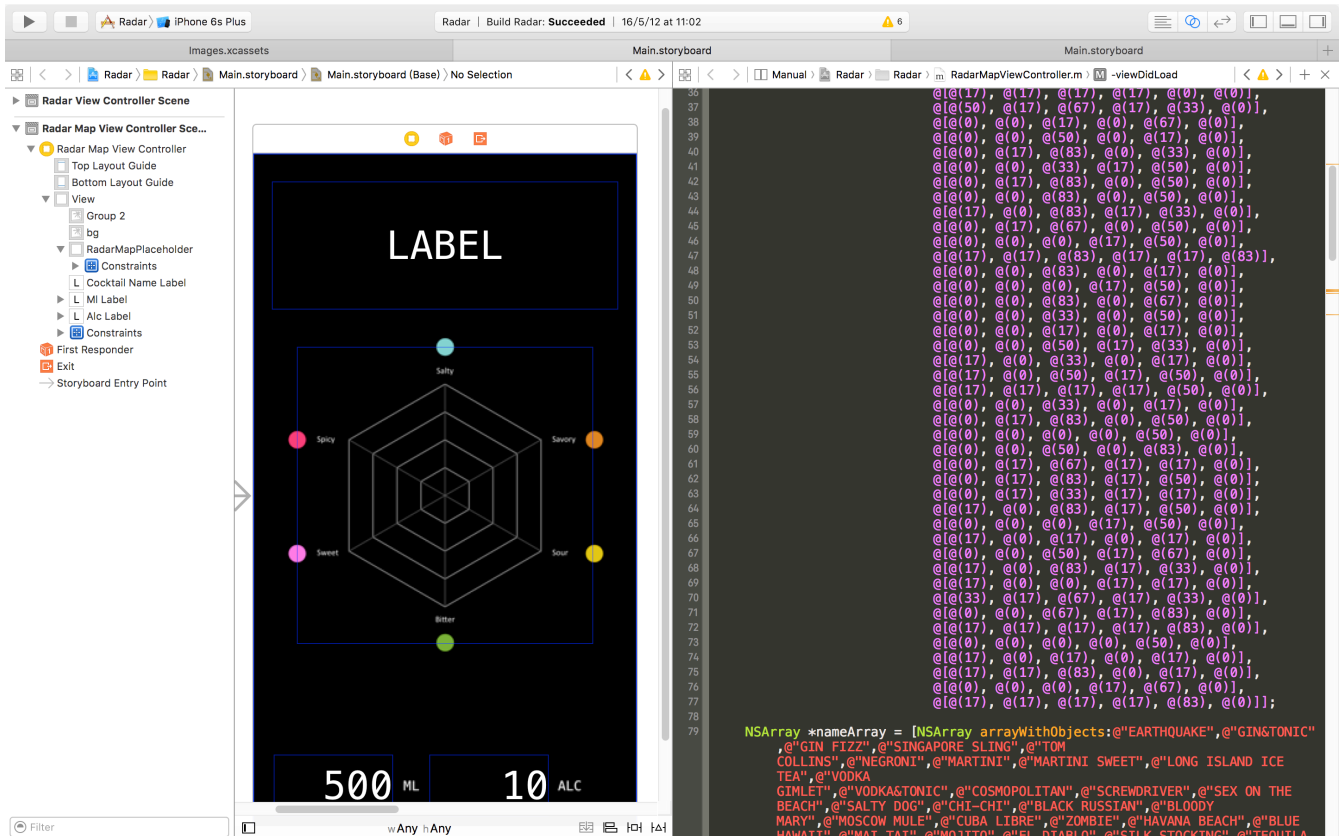 Radar
iPhone 6s Plus
Radar | Build Radar: Succeeded | 16/5/12 at 11:02
6
Images.xcassets
Main.storyboard
Main.storyboard
Radar
Radar
Main.storyboard
Main.storyboard (Base)
No Selection
Manual
Radar
Radar
RadarMapViewController.m
M -viewDidLoad
Radar View Controller Scene
Radar Map View Controller Sce...
Radar Map View Controller
Top Layout Guide
Bottom Layout Guide
View
Group 2
bg
RadarMapPlaceholder
Constraints
L Cocktail Name Label
L Ml Label
L Alc Label
Constraints
First Responder
Exit
Storyboard Entry Point
Filter
LABEL
Salty
Spicy
Savory
Sweet
Sour
Bitter
500 ML
10 ALC
wAny hAny
36 @[@(17), @(17), @(17), @(17), @(0), @(0)],
37 @[@(50), @(17), @(67), @(17), @(33), @(0)],
38 @[@(0), @(0), @(17), @(0), @(67), @(0)],
39 @[@(0), @(0), @(50), @(0), @(17), @(0)],
40 @[@(0), @(17), @(83), @(0), @(33), @(0)],
41 @[@(0), @(0), @(33), @(17), @(50), @(0)],
42 @[@(0), @(17), @(83), @(0), @(50), @(0)],
43 @[@(0), @(0), @(83), @(0), @(50), @(0)],
44 @[@(17), @(0), @(83), @(17), @(33), @(0)],
45 @[@(0), @(17), @(67), @(0), @(50), @(0)],
46 @[@(0), @(0), @(0), @(17), @(50), @(0)],
47 @[@(17), @(17), @(83), @(17), @(17), @(83)],
48 @[@(0), @(0), @(83), @(0), @(17), @(0)],
49 @[@(0), @(0), @(0), @(17), @(50), @(0)],
50 @[@(0), @(0), @(83), @(0), @(67), @(0)],
51 @[@(0), @(0), @(33), @(0), @(50), @(0)],
52 @[@(0), @(0), @(17), @(0), @(17), @(0)],
53 @[@(0), @(0), @(50), @(17), @(33), @(0)],
54 @[@(17), @(0), @(33), @(0), @(17), @(0)],
55 @[@(17), @(0), @(50), @(17), @(50), @(0)],
56 @[@(17), @(17), @(17), @(50), @(17), @(0)],
57 @[@(0), @(0), @(33), @(0), @(17), @(0)],
58 @[@(0), @(17), @(83), @(0), @(50), @(0)],
59 @[@(0), @(0), @(0), @(0), @(50), @(0)],
60 @[@(0), @(0), @(50), @(0), @(83), @(0)],
61 @[@(0), @(17), @(67), @(17), @(17), @(0)],
62 @[@(0), @(17), @(83), @(17), @(50), @(0)],
63 @[@(0), @(17), @(33), @(0), @(17), @(0)],
64 @[@(17), @(0), @(83), @(17), @(50), @(0)],
65 @[@(0), @(0), @(0), @(17), @(50), @(0)],
66 @[@(0), @(17), @(0), @(0), @(17), @(0)],
67 @[@(0), @(0), @(50), @(17), @(67), @(0)],
68 @[@(17), @(0), @(83), @(17), @(33), @(0)],
69 @[@(17), @(0), @(0), @(17), @(17), @(0)],
70 @[@(33), @(17), @(67), @(17), @(33), @(0)],
71 @[@(0), @(0), @(67), @(17), @(83), @(0)],
72 @[@(17), @(17), @(17), @(17), @(83), @(0)],
73 @[@(0), @(0), @(0), @(0), @(50), @(0)],
74 @[@(17), @(0), @(17), @(0), @(17), @(0)],
75 @[@(17), @(17), @(83), @(0), @(17), @(0)],
76 @[@(0), @(0), @(0), @(17), @(67), @(0)],
77 @[@(17), @(17), @(17), @(17), @(83), @(0)]];
78
79 NSArray *nameArray = [NSArray arrayWithObjects:@"EARTHQUAKE",@"GIN&TONIC"
,@"GIN FIZZ",@"SINGAPORE SLING",@"TOM
COLLINS",@"NEGRONI",@"MARTINI",@"MARTINI SWEET",@"LONG ISLAND ICE
TEA",@"VODKA
GIMLET",@"VODKA&TONIC",@"COSMOPOLITAN",@"SCREWDRIVER",@"SEX ON THE
BEACH",@"SALTY DOG",@"CHI-CHI",@"BLACK RUSSIAN",@"BLOODY
MARY",@"MOSCOW MULE",@"CUBA LIBRE",@"ZOMBIE",@"HAVANA BEACH",@"BLUE
HAWAII",@"MAI TAI",@"MOJITO",@"EL DIABLO",@"SILK STOCKING",@"TEQUILA